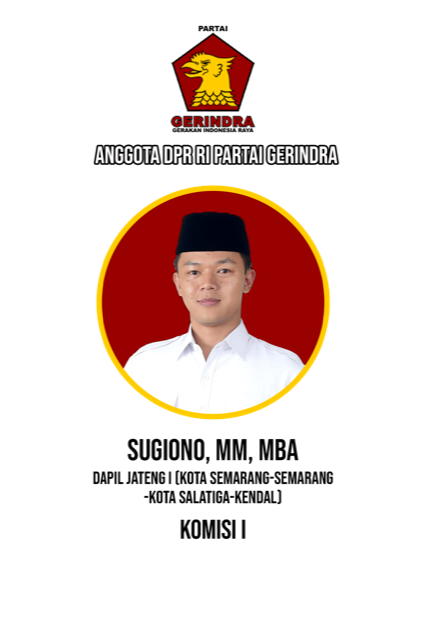 PARTAI
GERINDRA
GERAKAN INDONESIA RAYA
ANGGOTA DPR RI PARTAI GERINDRA
SUGIONO, MM, MBA
DAPIL JATENG I (KOTA SEMARANG-SEMARANG
-KOTA SALATIGA-KENDAL)
KOMISI I